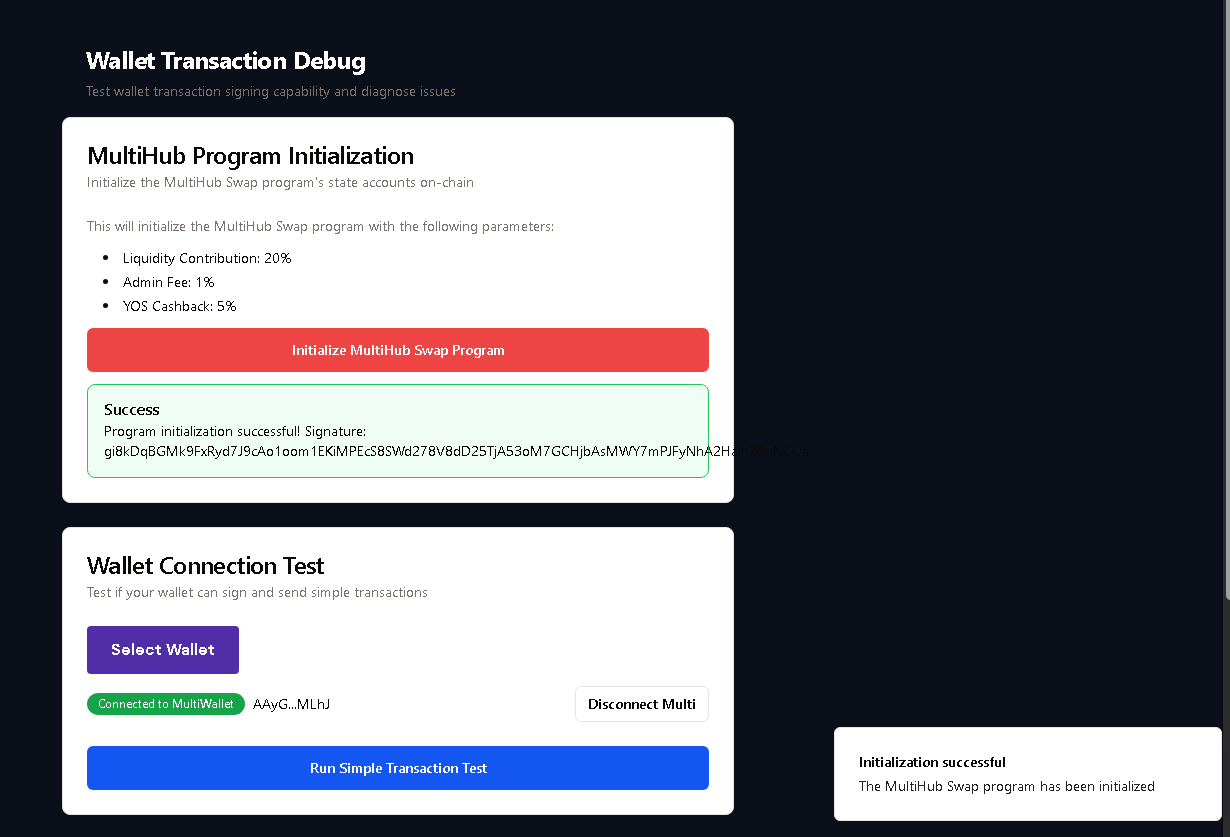 Wallet Transaction Debug
Test wallet transaction signing capability and diagnose issues
MultiHub Program Initialization
Initialize the MultiHub Swap program's state accounts on-chain
This will initialize the MultiHub Swap program with the following parameters:
Liquidity Contribution: 20%
Admin Fee: 1%
YOS Cashback: 5%
Initialize MultiHub Swap Program
Success
Program initialization successful! Signature:
Wallet Connection Test
Test if your wallet can sign and send simple transactions
Select Wallet
Connected to MultiWallet
AAyG...MLhJ
Disconnect Multi
Run Simple Transaction Test
Initialization successful
The MultiHub Swap program has been initialized